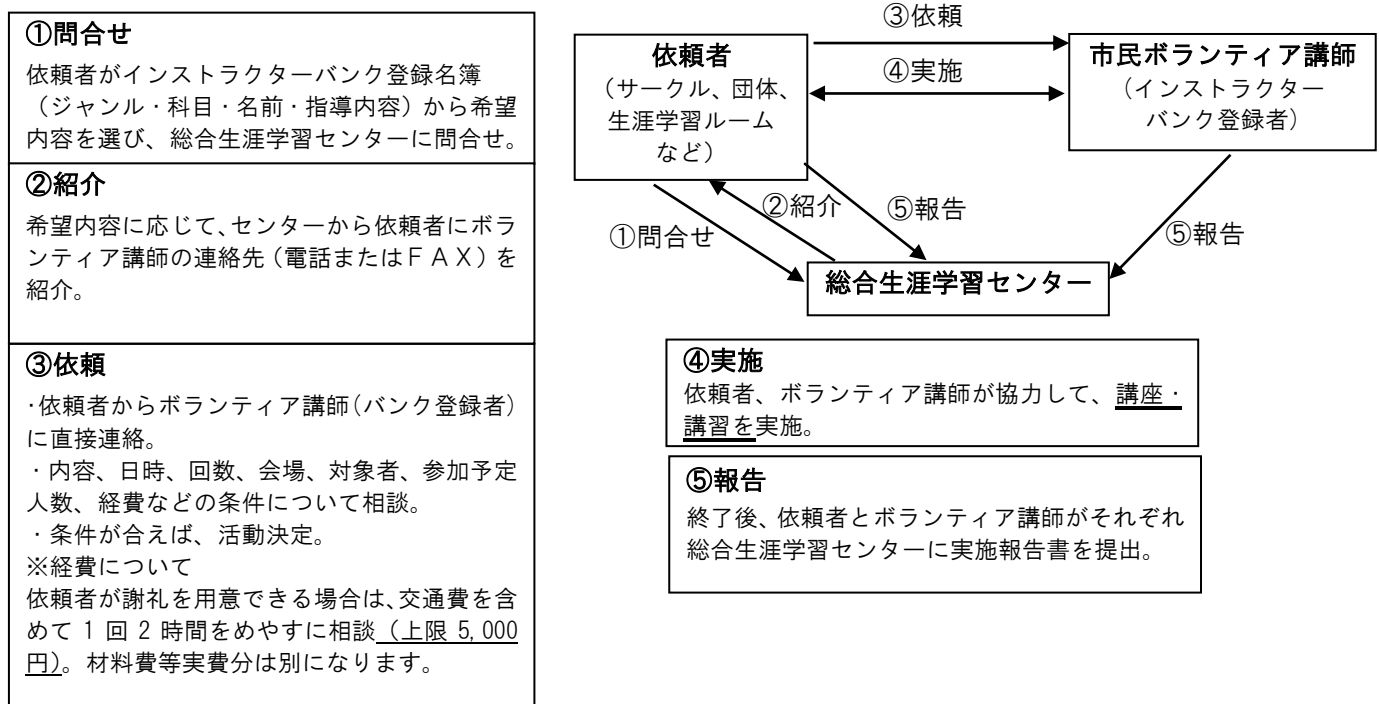 ①問合せ
依頼者がインストラクターバンク登録名簿
（ジャンル・科目・名前・指導内容）から希望
内容を選び、総合生涯学習センターに問合せ。
②紹介
希望内容に応じて、センターから依頼者にボラ
ンティア講師の連絡先（電話またはＦＡＸ）を
紹介。
③依頼
・依頼者からボランティア講師（バンク登録者）
に直接連絡。
・内容、日時、回数、会場、対象者、参加予定
人数、経費などの条件について相談。
・条件が合えば、活動決定。
※経費について
依頼者が謝礼を用意できる場合は、交通費を含
めて 1 回 2 時間をめやすに相談（上限 5,000
円）。材料費等実費分は別になります。
③依頼
依頼者
（サークル、団体、
生涯学習ルーム
など）
④実施
市民ボランティア講師
（インストラクター
バンク登録者）
②紹介
⑤報告
①問合せ
⑤報告
総合生涯学習センター
④実施
依頼者、ボランティア講師が協力して、講座・
講習を実施。
⑤報告
終了後、依頼者とボランティア講師がそれぞれ
総合生涯学習センターに実施報告書を提出。